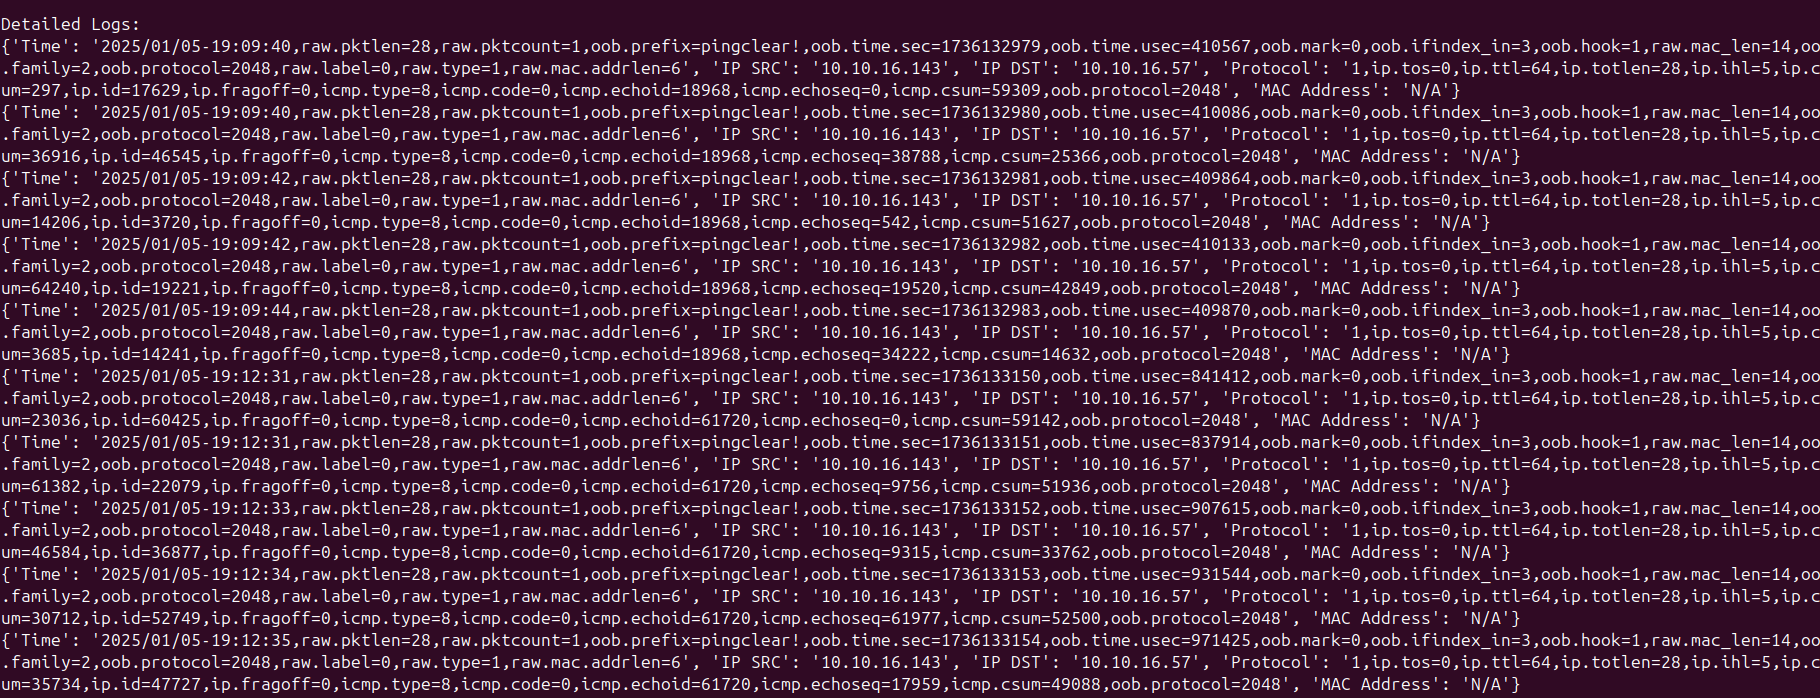 Detailed Logs:
{'Time': '2025/01/05-19:09:40,raw.pktlen=28,raw.pktcount=1,oob.prefix=pingclear!,oob.time.sec=1736132979,oob.time.usec=410567,oob.mark=0,oob.ifindex_in=3,oob.hook=1,raw.mac_len=14,oo
.family=2,oob.protocol=2048,raw.label=0,raw.type=1,raw.mac.addrlen=6', 'IP SRC': '10.10.16.143', 'IP DST': '10.10.16.57', 'Protocol': '1,ip.tos=0,ip.ttl=64,ip.totlen=28,ip.ihl=5,ip.c
um=297,ip.id=17629,ip.fragoff=0,icmp.type=8,icmp.code=0,icmp.echoid=18968,icmp.echoseq=0,icmp.csum=59309,oob.protocol=2048', 'MAC Address': 'N/A'}
{'Time': '2025/01/05-19:09:40,raw.pktlen=28,raw.pktcount=1,oob.prefix=pingclear!,oob.time.sec=1736132980,oob.time.usec=410086,oob.mark=0,oob.ifindex_in=3,oob.hook=1,raw.mac_len=14,oo
.family=2,oob.protocol=2048,raw.label=0,raw.type=1,raw.mac.addrlen=6', 'IP SRC': '10.10.16.143', 'IP DST': '10.10.16.57', 'Protocol': '1,ip.tos=0,ip.ttl=64,ip.totlen=28,ip.ihl=5,ip.c
um=36916,ip.id=46545,ip.fragoff=0,icmp.type=8,icmp.code=0,icmp.echoid=18968,icmp.echoseq=38788,icmp.csum=25366,oob.protocol=2048', 'MAC Address': 'N/A'}
{'Time': '2025/01/05-19:09:42,raw.pktlen=28,raw.pktcount=1,oob.prefix=pingclear!,oob.time.sec=1736132981,oob.time.usec=409864,oob.mark=0,oob.ifindex_in=3,oob.hook=1,raw.mac_len=14,oo
.family=2,oob.protocol=2048,raw.label=0,raw.type=1,raw.mac.addrlen=6', 'IP SRC': '10.10.16.143', 'IP DST': '10.10.16.57', 'Protocol': '1,ip.tos=0,ip.ttl=64,ip.totlen=28,ip.ihl=5,ip.c
um=14206,ip.id=3720,ip.fragoff=0,icmp.type=8,icmp.code=0,icmp.echoid=18968,icmp.echoseq=542,icmp.csum=51627,oob.protocol=2048', 'MAC Address': 'N/A'}
{'Time': '2025/01/05-19:09:42,raw.pktlen=28,raw.pktcount=1,oob.prefix=pingclear!,oob.time.sec=1736132982,oob.time.usec=410133,oob.mark=0,oob.ifindex_in=3,oob.hook=1,raw.mac_len=14,oo
.family=2,oob.protocol=2048,raw.label=0,raw.type=1,raw.mac.addrlen=6', 'IP SRC': '10.10.16.143', 'IP DST': '10.10.16.57', 'Protocol': '1,ip.tos=0,ip.ttl=64,ip.totlen=28,ip.ihl=5,ip.c
um=64240,ip.id=19221,ip.fragoff=0,icmp.type=8,icmp.code=0,icmp.echoid=18968,icmp.echoseq=19520,icmp.csum=42849,oob.protocol=2048', 'MAC Address': 'N/A'}
{'Time': '2025/01/05-19:09:44,raw.pktlen=28,raw.pktcount=1,oob.prefix=pingclear!,oob.time.sec=1736132983,oob.time.usec=409870,oob.mark=0,oob.ifindex_in=3,oob.hook=1,raw.mac_len=14,oo
.family=2,oob.protocol=2048,raw.label=0,raw.type=1,raw.mac.addrlen=6', 'IP SRC': '10.10.16.143', 'IP DST': '10.10.16.57', 'Protocol': '1,ip.tos=0,ip.ttl=64,ip.totlen=28,ip.ihl=5,ip.c
um=3685,ip.id=14241,ip.fragoff=0,icmp.type=8,icmp.code=0,icmp.echoid=18968,icmp.echoseq=34222,icmp.csum=14632,oob.protocol=2048', 'MAC Address': 'N/A'}
{'Time': '2025/01/05-19:12:31,raw.pktlen=28,raw.pktcount=1,oob.prefix=pingclear!,oob.time.sec=1736133150,oob.time.usec=841412,oob.mark=0,oob.ifindex_in=3,oob.hook=1,raw.mac_len=14,oo
.family=2,oob.protocol=2048,raw.label=0,raw.type=1,raw.mac.addrlen=6', 'IP SRC': '10.10.16.143', 'IP DST': '10.10.16.57', 'Protocol': '1,ip.tos=0,ip.ttl=64,ip.totlen=28,ip.ihl=5,ip.c
um=23036,ip.id=60425,ip.fragoff=0,icmp.type=8,icmp.code=0,icmp.echoid=61720,icmp.echoseq=0,icmp.csum=59142,oob.protocol=2048', 'MAC Address': 'N/A'}
{'Time': '2025/01/05-19:12:31,raw.pktlen=28,raw.pktcount=1,oob.prefix=pingclear!,oob.time.sec=1736133151,oob.time.usec=837914,oob.mark=0,oob.ifindex_in=3,oob.hook=1,raw.mac_len=14,oo
.family=2,oob.protocol=2048,raw.label=0,raw.type=1,raw.mac.addrlen=6', 'IP SRC': '10.10.16.143', 'IP DST': '10.10.16.57', 'Protocol': '1,ip.tos=0,ip.ttl=64,ip.totlen=28,ip.ihl=5,ip.c
um=61382,ip.id=22079,ip.fragoff=0,icmp.type=8,icmp.code=0,icmp.echoid=61720,icmp.echoseq=9756,icmp.csum=51936,oob.protocol=2048', 'MAC Address': 'N/A'}
{'Time': '2025/01/05-19:12:33,raw.pktlen=28,raw.pktcount=1,oob.prefix=pingclear!,oob.time.sec=1736133152,oob.time.usec=907615,oob.mark=0,oob.ifindex_in=3,oob.hook=1,raw.mac_len=14,oo
.family=2,oob.protocol=2048,raw.label=0,raw.type=1,raw.mac.addrlen=6', 'IP SRC': '10.10.16.143', 'IP DST': '10.10.16.57', 'Protocol': '1,ip.tos=0,ip.ttl=64,ip.totlen=28,ip.ihl=5,ip.c
um=46584,ip.id=36877,ip.fragoff=0,icmp.type=8,icmp.code=0,icmp.echoid=61720,icmp.echoseq=9315,icmp.csum=33762,oob.protocol=2048', 'MAC Address': 'N/A'}
{'Time': '2025/01/05-19:12:34,raw.pktlen=28,raw.pktcount=1,oob.prefix=pingclear!,oob.time.sec=1736133153,oob.time.usec=931544,oob.mark=0,oob.ifindex_in=3,oob.hook=1,raw.mac_len=14,oo
.family=2,oob.protocol=2048,raw.label=0,raw.type=1,raw.mac.addrlen=6', 'IP SRC': '10.10.16.143', 'IP DST': '10.10.16.57', 'Protocol': '1,ip.tos=0,ip.ttl=64,ip.totlen=28,ip.ihl=5,ip.c
um=30712,ip.id=52749,ip.fragoff=0,icmp.type=8,icmp.code=0,icmp.echoid=61720,icmp.echoseq=61977,icmp.csum=52500,oob.protocol=2048', 'MAC Address': 'N/A'}
{'Time': '2025/01/05-19:12:35,raw.pktlen=28,raw.pktcount=1,oob.prefix=pingclear!,oob.time.sec=1736133154,oob.time.usec=971425,oob.mark=0,oob.ifindex_in=3,oob.hook=1,raw.mac_len=14,oo
.family=2,oob.protocol=2048,raw.label=0,raw.type=1,raw.mac.addrlen=6', 'IP SRC': '10.10.16.143', 'IP DST': '10.10.16.57', 'Protocol': '1,ip.tos=0,ip.ttl=64,ip.totlen=28,ip.ihl=5,ip.c
um=35734,ip.id=47727,ip.fragoff=0,icmp.type=8,icmp.code=0,icmp.echoid=61720,icmp.echoseq=17959,icmp.csum=49088,oob.protocol=2048', 'MAC Address': 'N/A'}